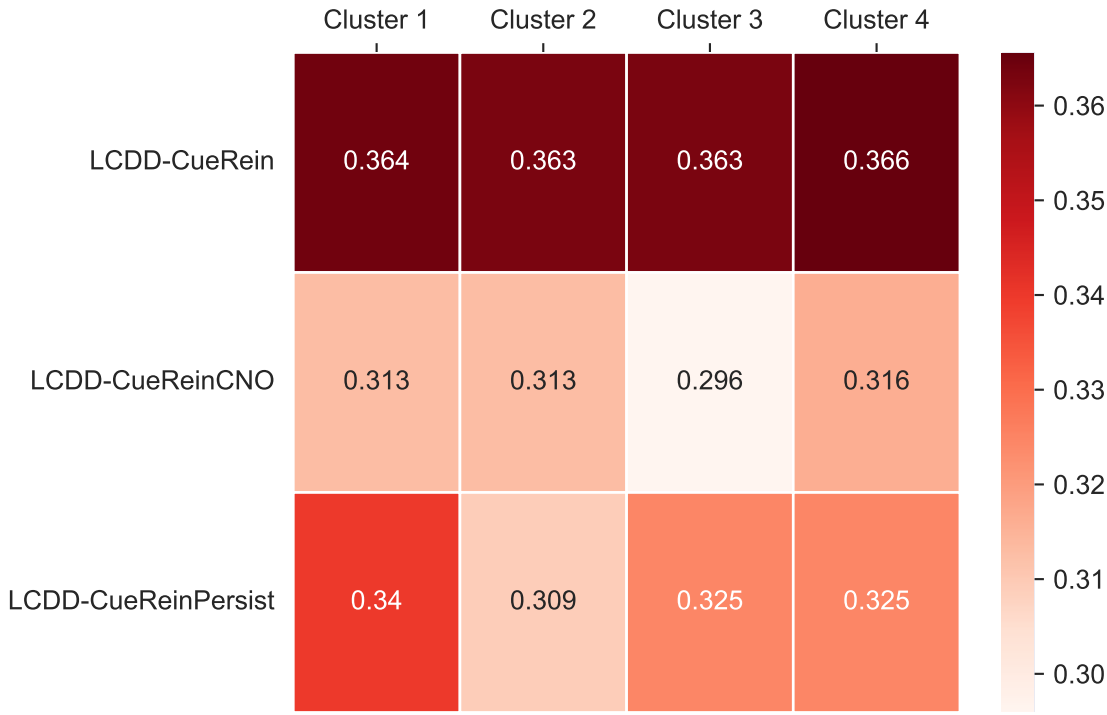 Cluster 1 Cluster 2 Cluster 3 Cluster 4
LCDD-CueRein 0.364 0.363 0.363 0.366
LCDD-CueReinCNO 0.313 0.313 0.296 0.316
LCDD-CueReinPersist 0.34 0.309 0.325 0.325
0.36
0.35
0.34
0.33
0.32
0.31
0.30